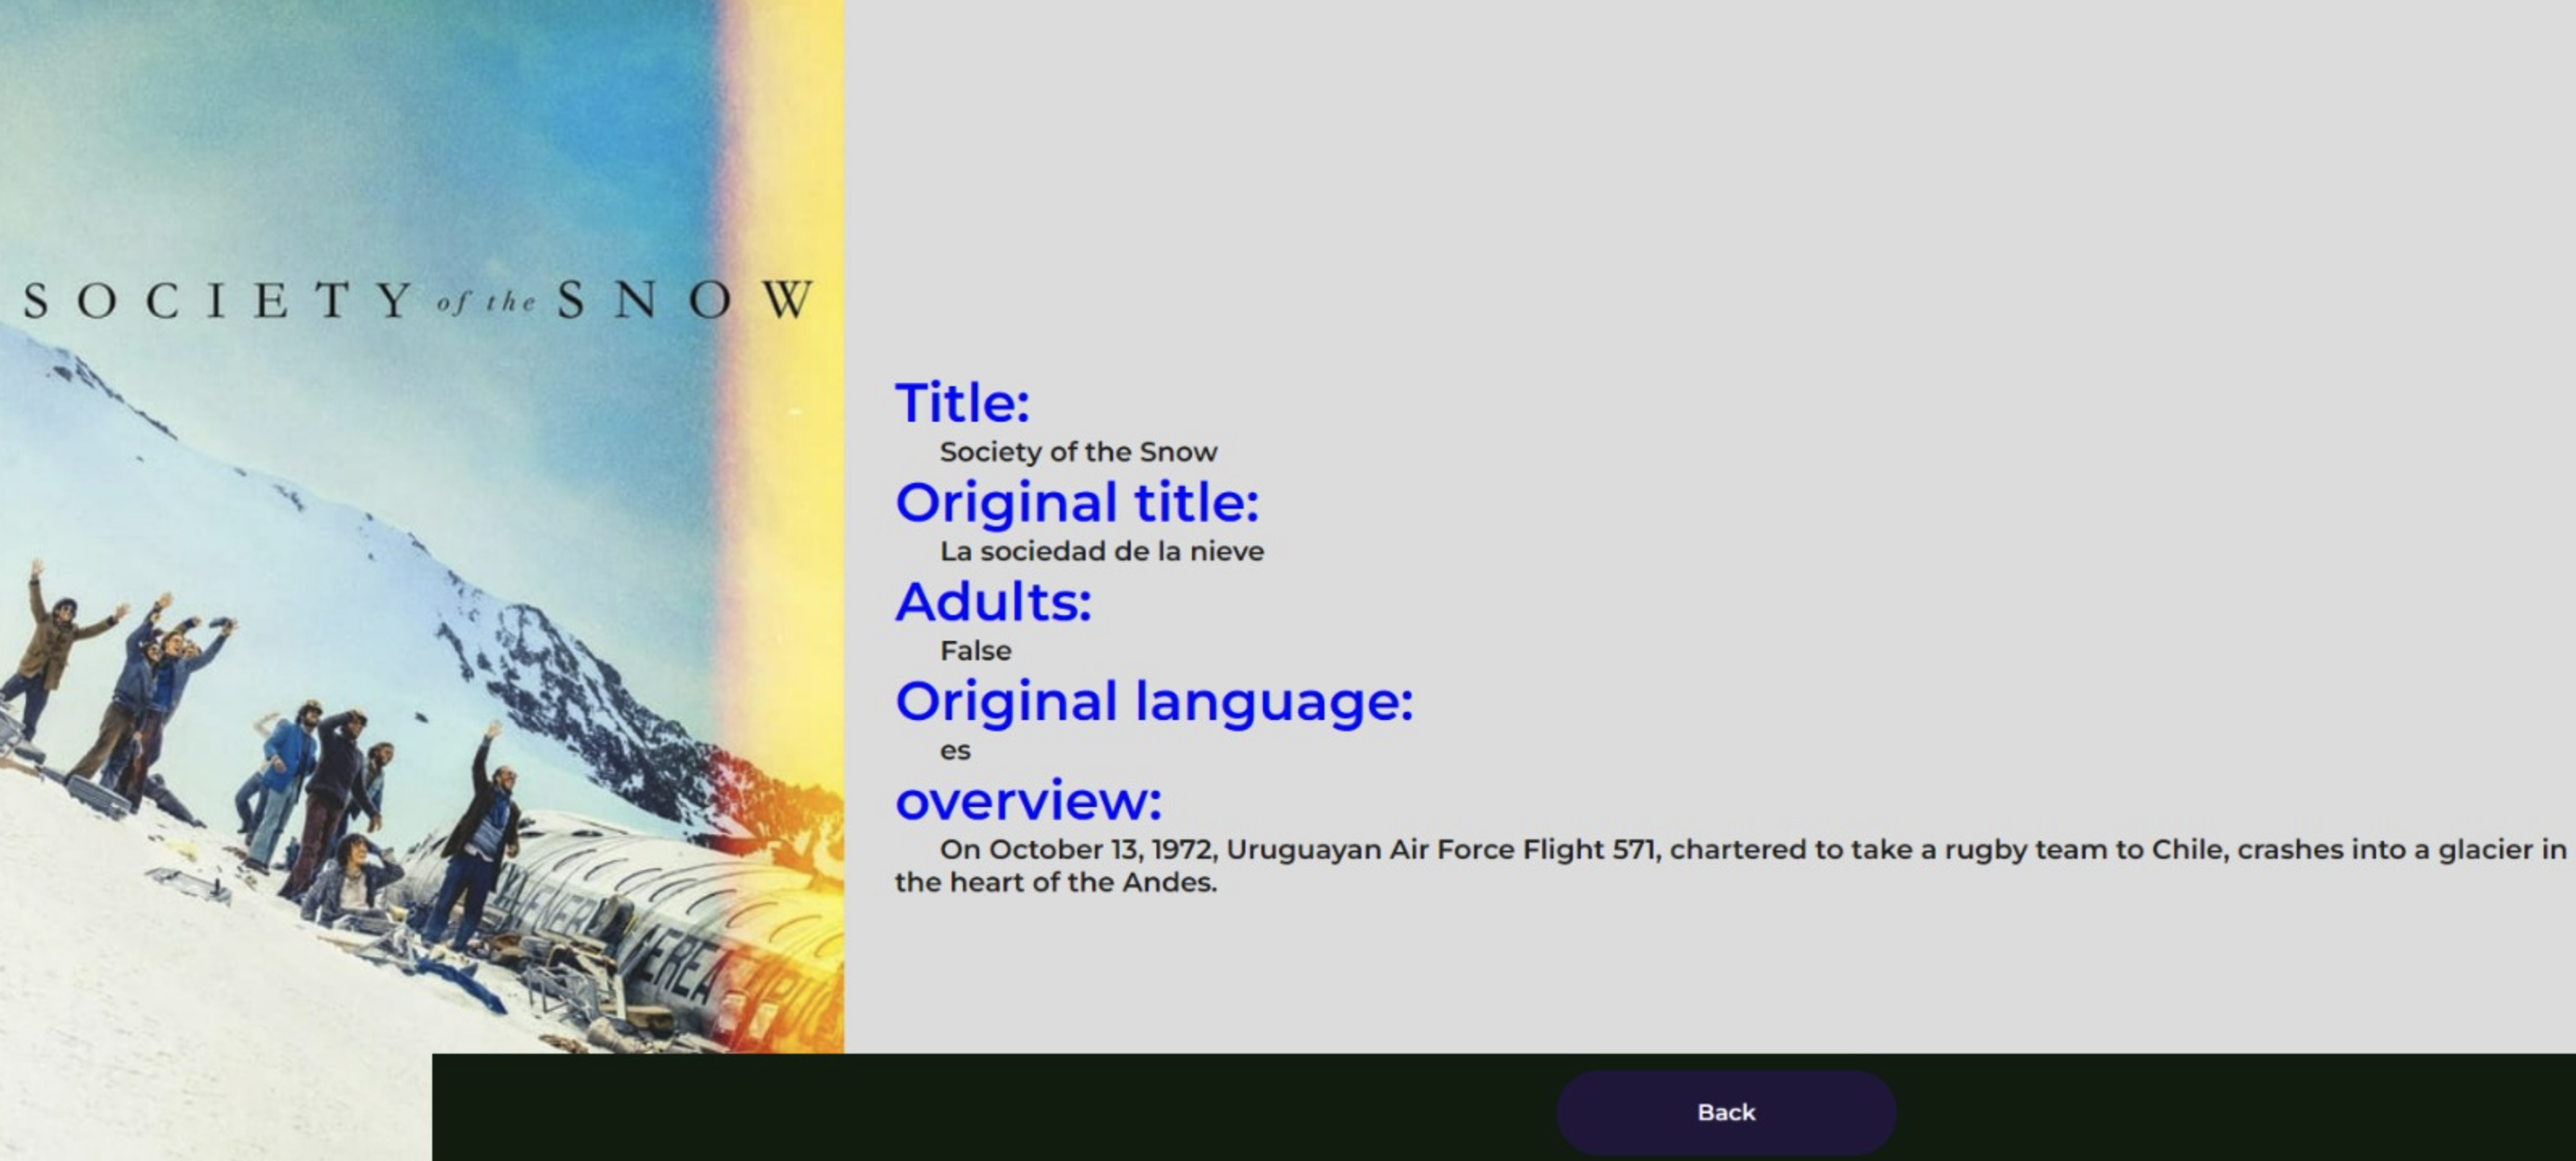 SOCIETY of the SNOW
Title:
Society of the Snow
Original title:
La sociedad de la nieve
Adults:
False
Original language:
es
overview:
On October 13, 1972, Uruguayan Air Force Flight 571, chartered to take a rugby team to Chile, crashes into a glacier in
the heart of the Andes.
Back